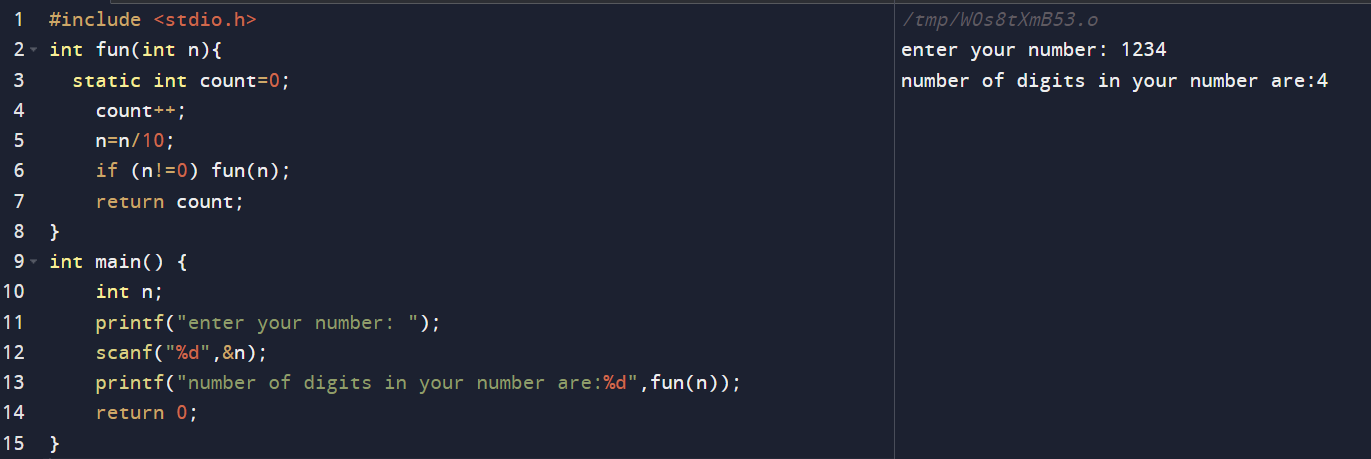 1 #include <stdio.h>
2 int fun(int n){
3   static int count=0;
4     count++;
5     n=n/10;
6     if (n!=0) fun(n);
7     return count;
8 }
9 int main() {
10     int n;
11     printf("enter your number: ");
12     scanf("%d",&n);
13     printf("number of digits in your number are:%d",fun(n));
14     return 0;
15 }
/tmp/WOs8tXmB53.o
enter your number: 1234
number of digits in your number are:4